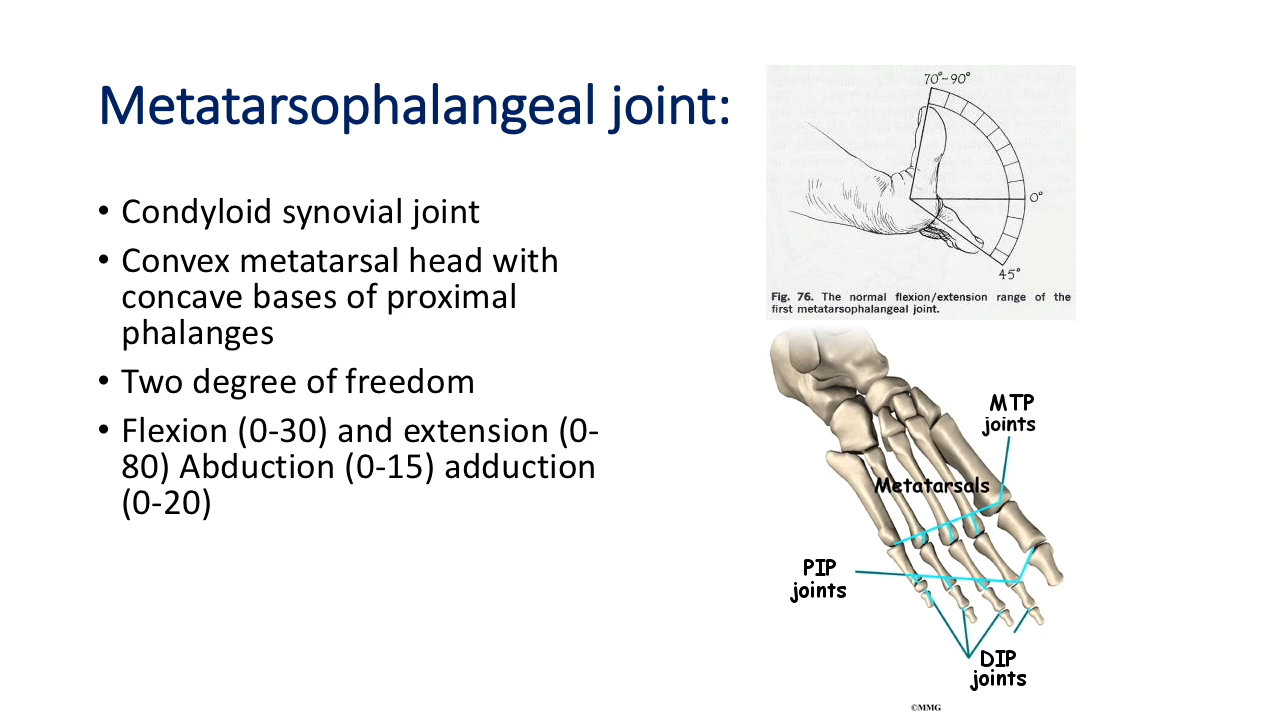 Metatarsophalangeal joint:
• Condyloid synovial joint
• Convex metatarsal head with
concave bases of proximal
phalanges
• Two degree of freedom
• Flexion (0-30) and extension (0-
80) Abduction (0-15) adduction
(0-20)
70°~90°
0°
45°
Fig. 76. The normal flexion/extension range of the
first metatarsophalangeal joint.
MTP
joints
Metatarsals
PIP
joints
DIP
joints
©MMG